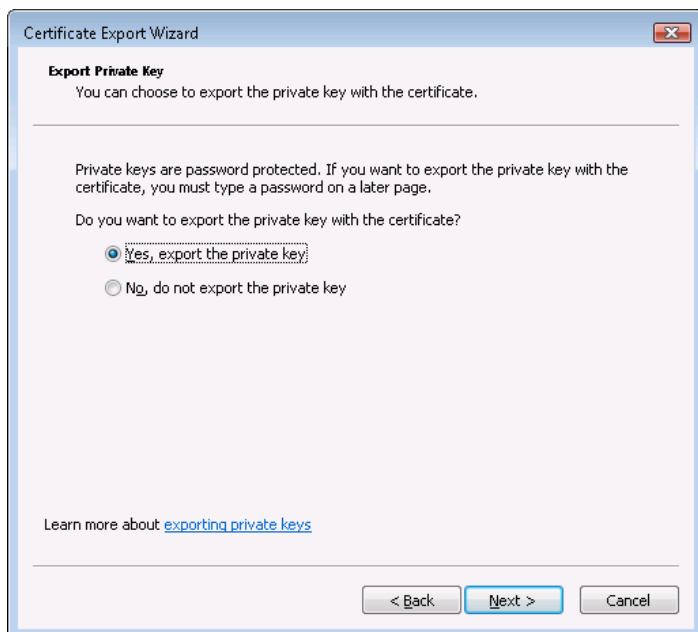 Certificate Export Wizard
Export Private Key
You can choose to export the private key with the certificate.
Private keys are password protected. If you want to export the private key with the
certificate, you must type a password on a later page.
Do you want to export the private key with the certificate?
Yes, export the private key
No, do not export the private key
Learn more about exporting private keys
< Back Next > Cancel